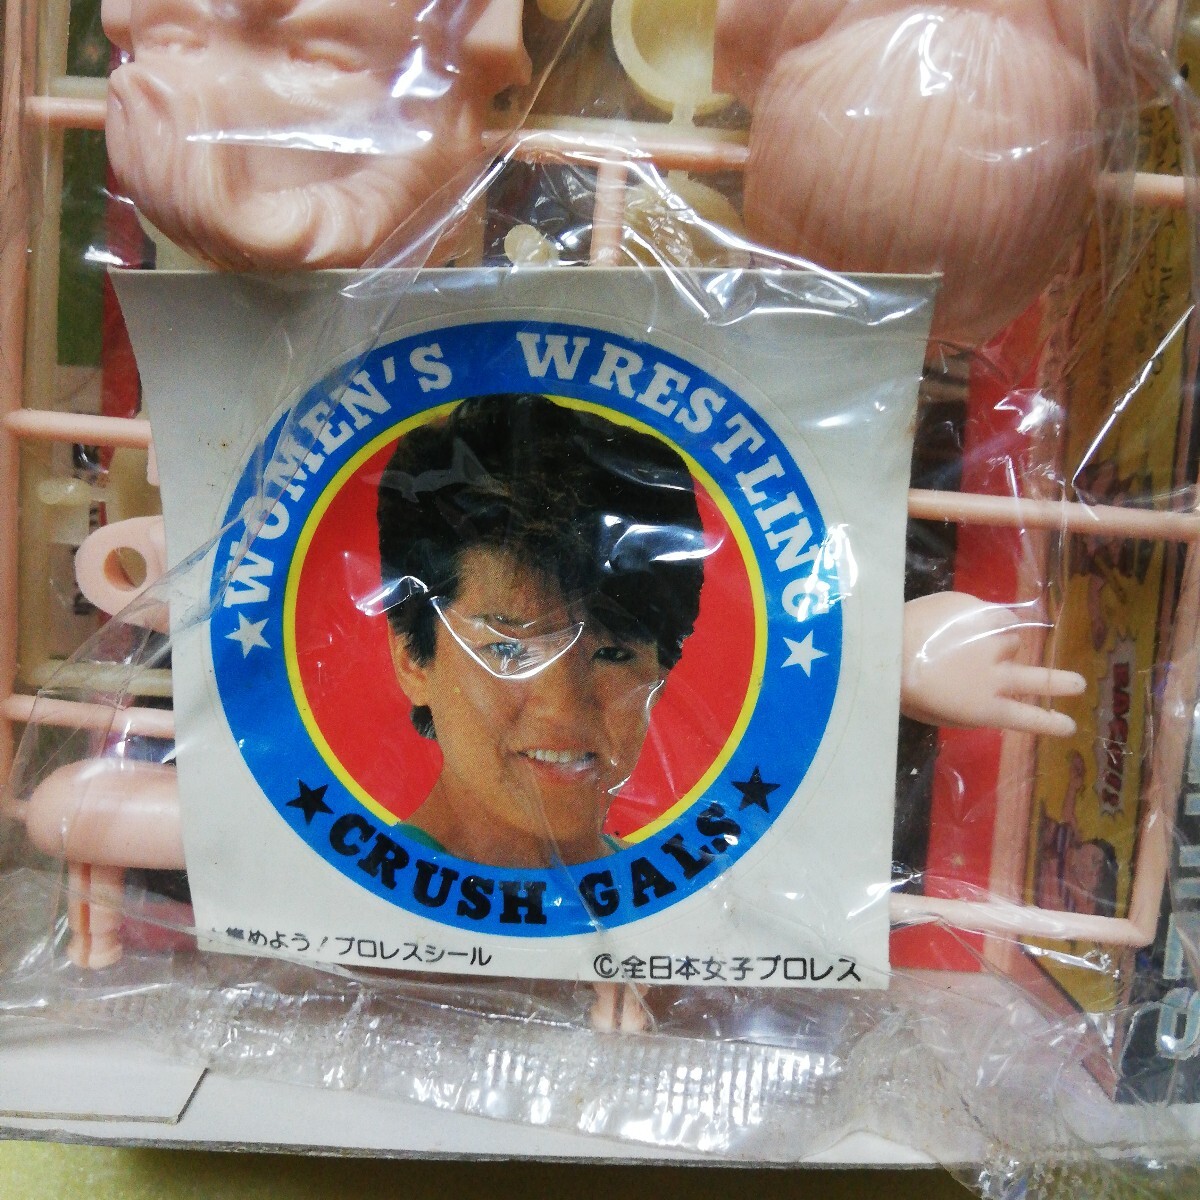 ★WOMEN'S WRESTLING★
★CRUSH GALS★
集めよう!プロレスシール
©全日本女子プロレス